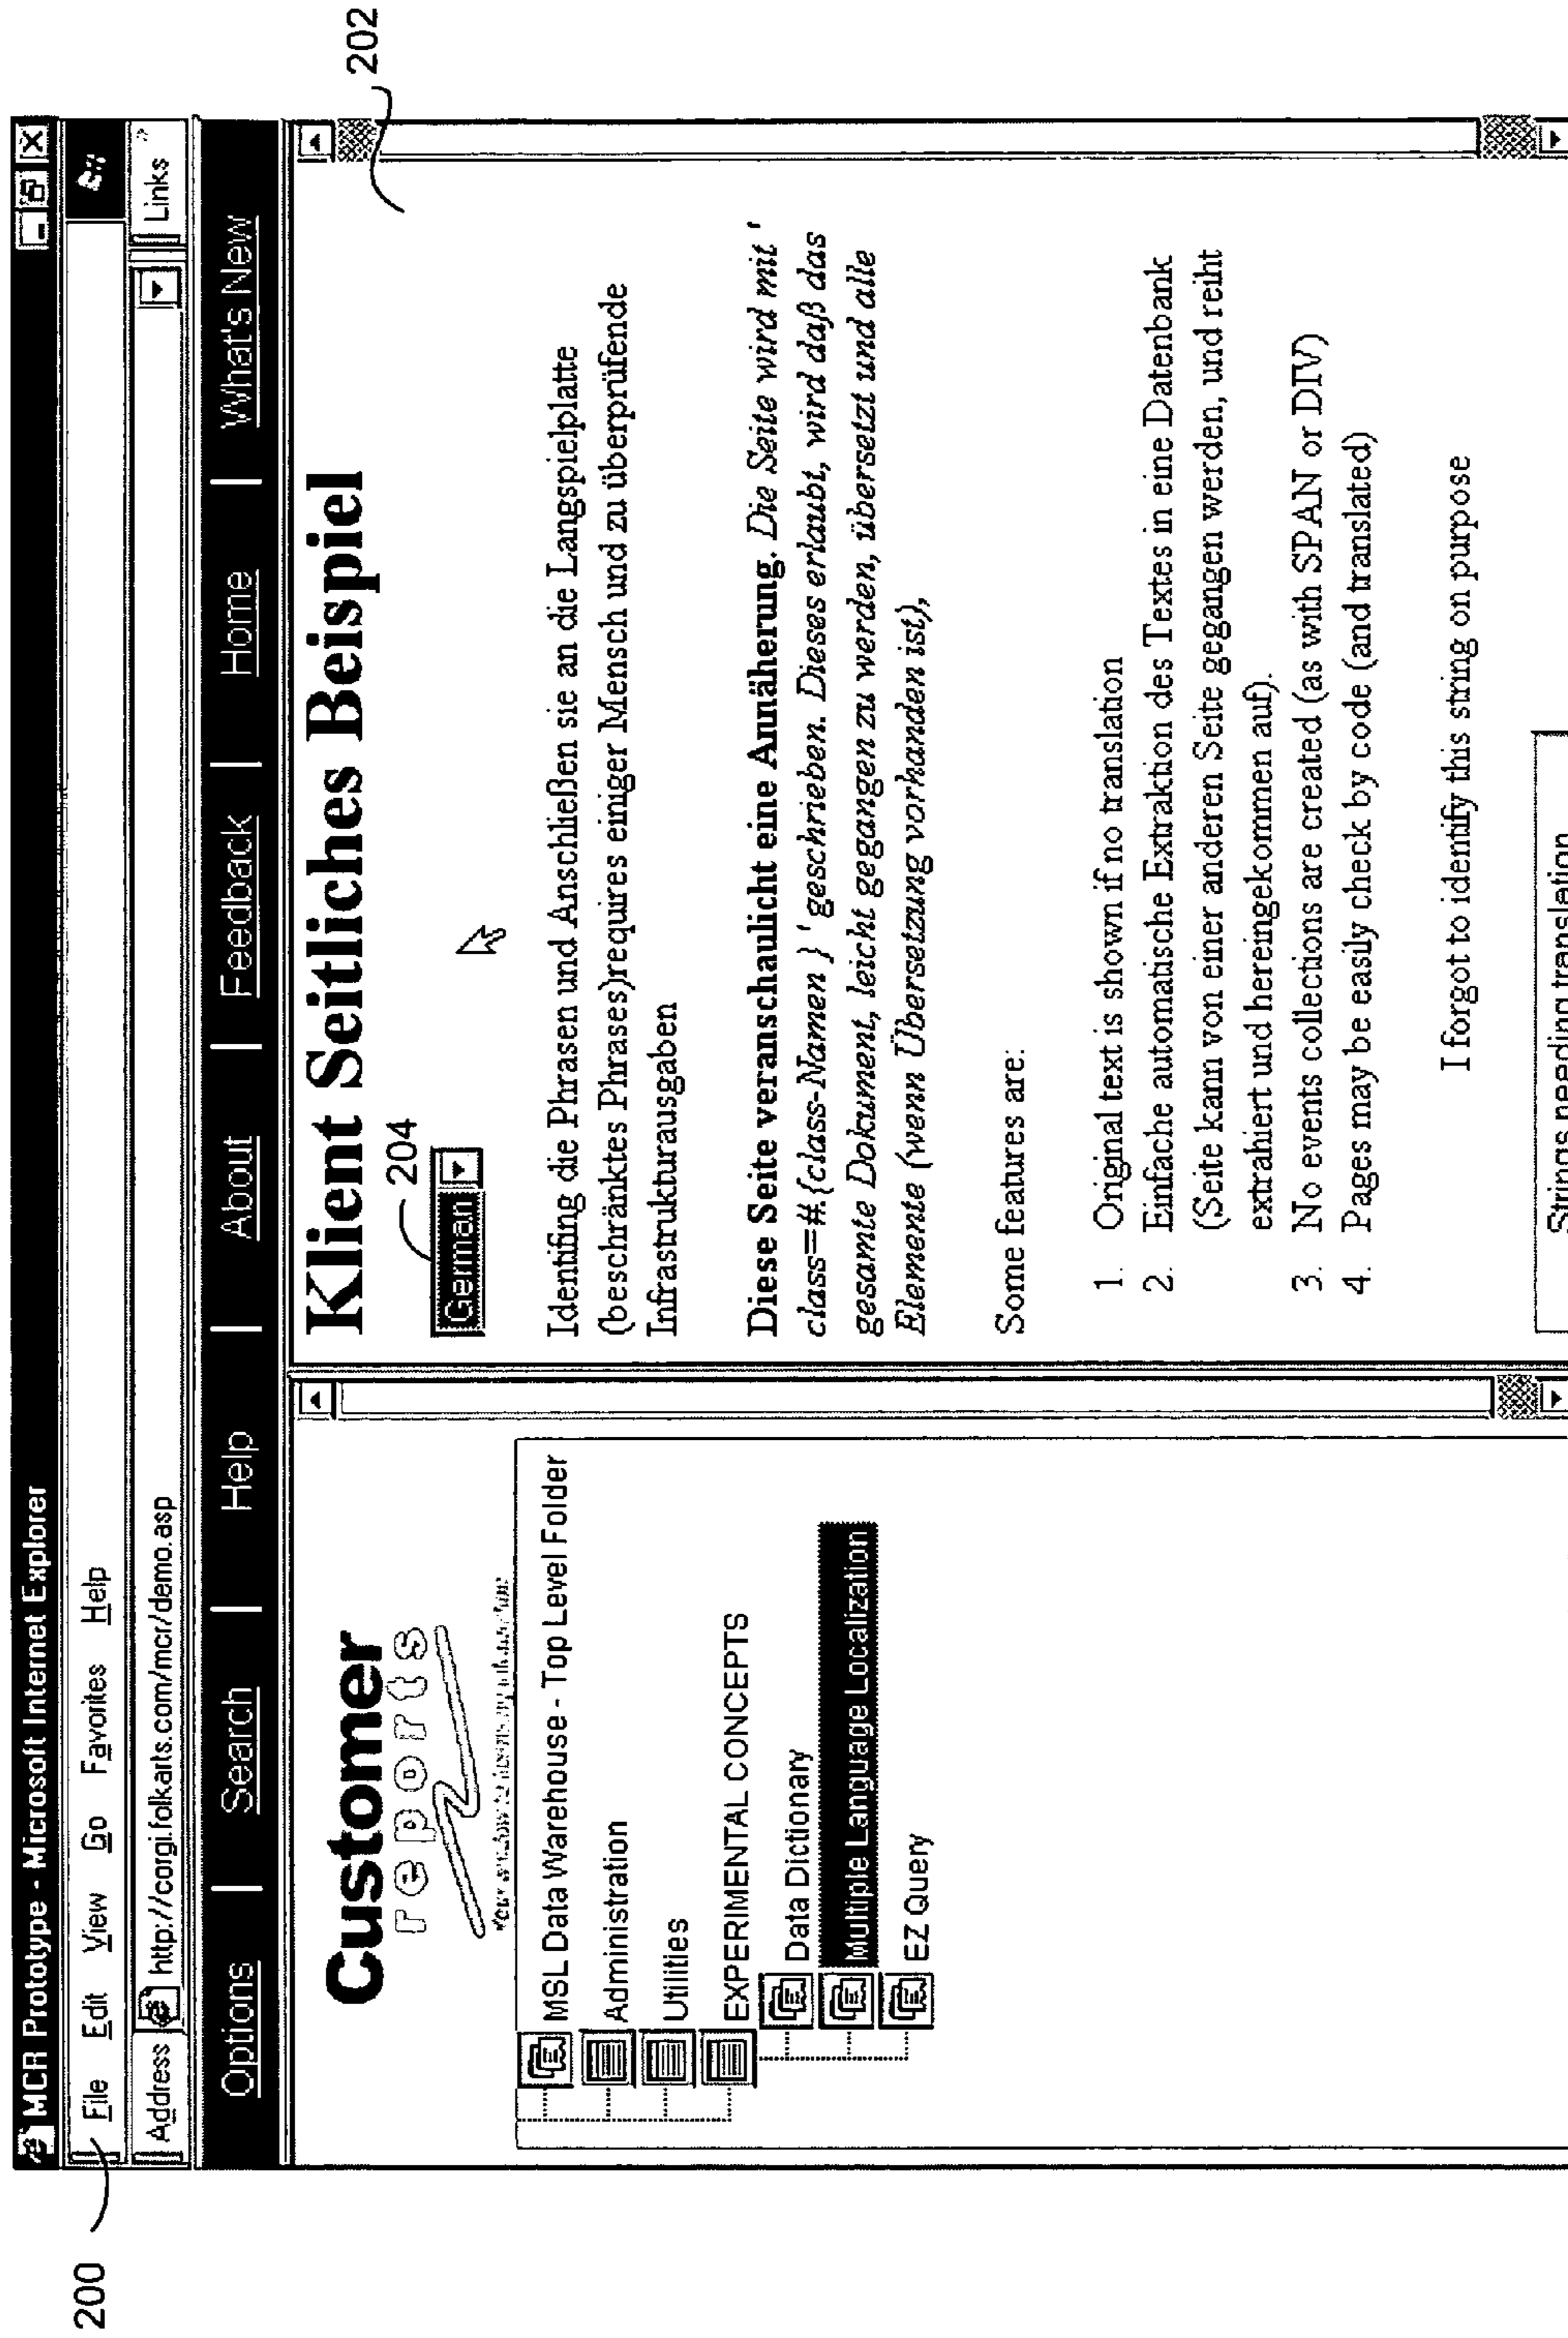 200
MCR Prototype - Microsoft Internet Explorer
File Edit View Go Favorites Help
Address http://corgi.folkarts.com/mcr/demo.asp
Links
Options | Search | Help | About | Feedback | Home | What's New
Customer
reports
MSL Data Warehouse - Top Level Folder
Administration
Utilities
EXPERIMENTAL CONCEPTS
Data Dictionary
Multiple Language Localization
EZ Query
202
Klient Seitliches Beispiel
204
German
Identifing die Phrasen und Anschließen sie an die Langspielplatte
(beschränktes Phrases)requires einiger Mensch und zu überprüfende
Infrastrukturausgaben
Diese Seite veranschaulicht eine Annäherung. Die Seite wird mit '
class=#.{class-Namen } ' geschrieben. Dieses erlaubt, wird daß das
gesamte Dokument, leicht gegangen zu werden, übersetzt und alle
Elemente (wenn Übersetzung vorhanden ist),
Some features are:
1. Original text is shown if no translation
2. Einfache automatische Extraktion des Textes in eine Datenbank
(Seite kann von einer anderen Seite gegangen werden, und reiht
extrahiert und hereingekommen auf).
3. No events collections are created (as with SPAN or DIV)
4. Pages may be easily check by code (and translated)
I forgot to identify this string on purpose
Strings needing translation